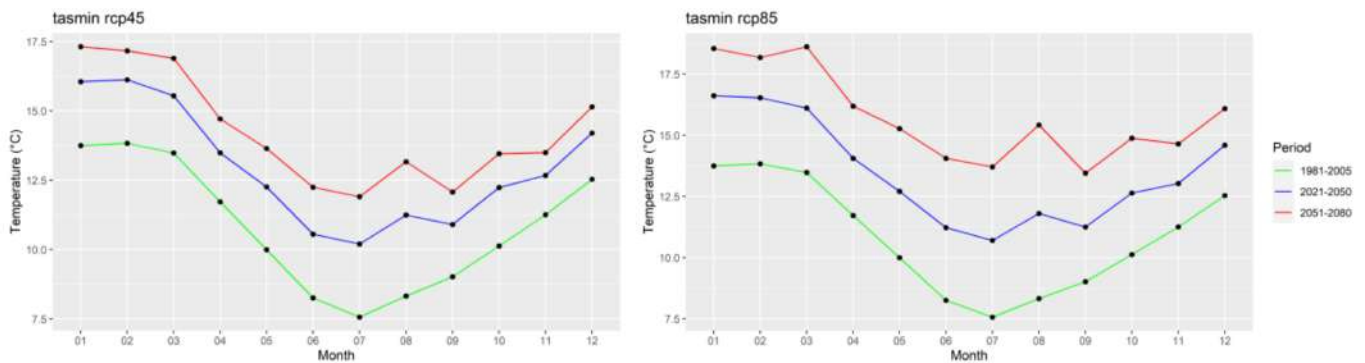 tasmin rcp45
17.5
15.0
12.5
10.0
7.5
Temperature (°C)
01 02 03 04 05 06 07 08 09 10 11 12
Month
tasmin rcp85
17.5
15.0
12.5
10.0
7.5
Temperature (°C)
01 02 03 04 05 06 07 08 09 10 11 12
Month
Period
1981-2005
2021-2050
2051-2080